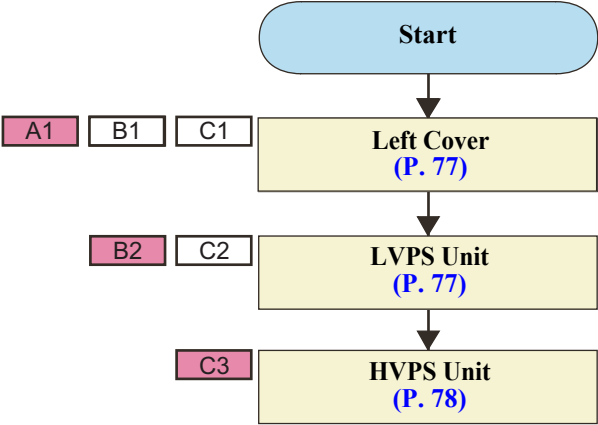 Start
A1 B1 C1
Left Cover
(P. 77)
B2 C2
LVPS Unit
(P. 77)
C3
HVPS Unit
(P. 78)